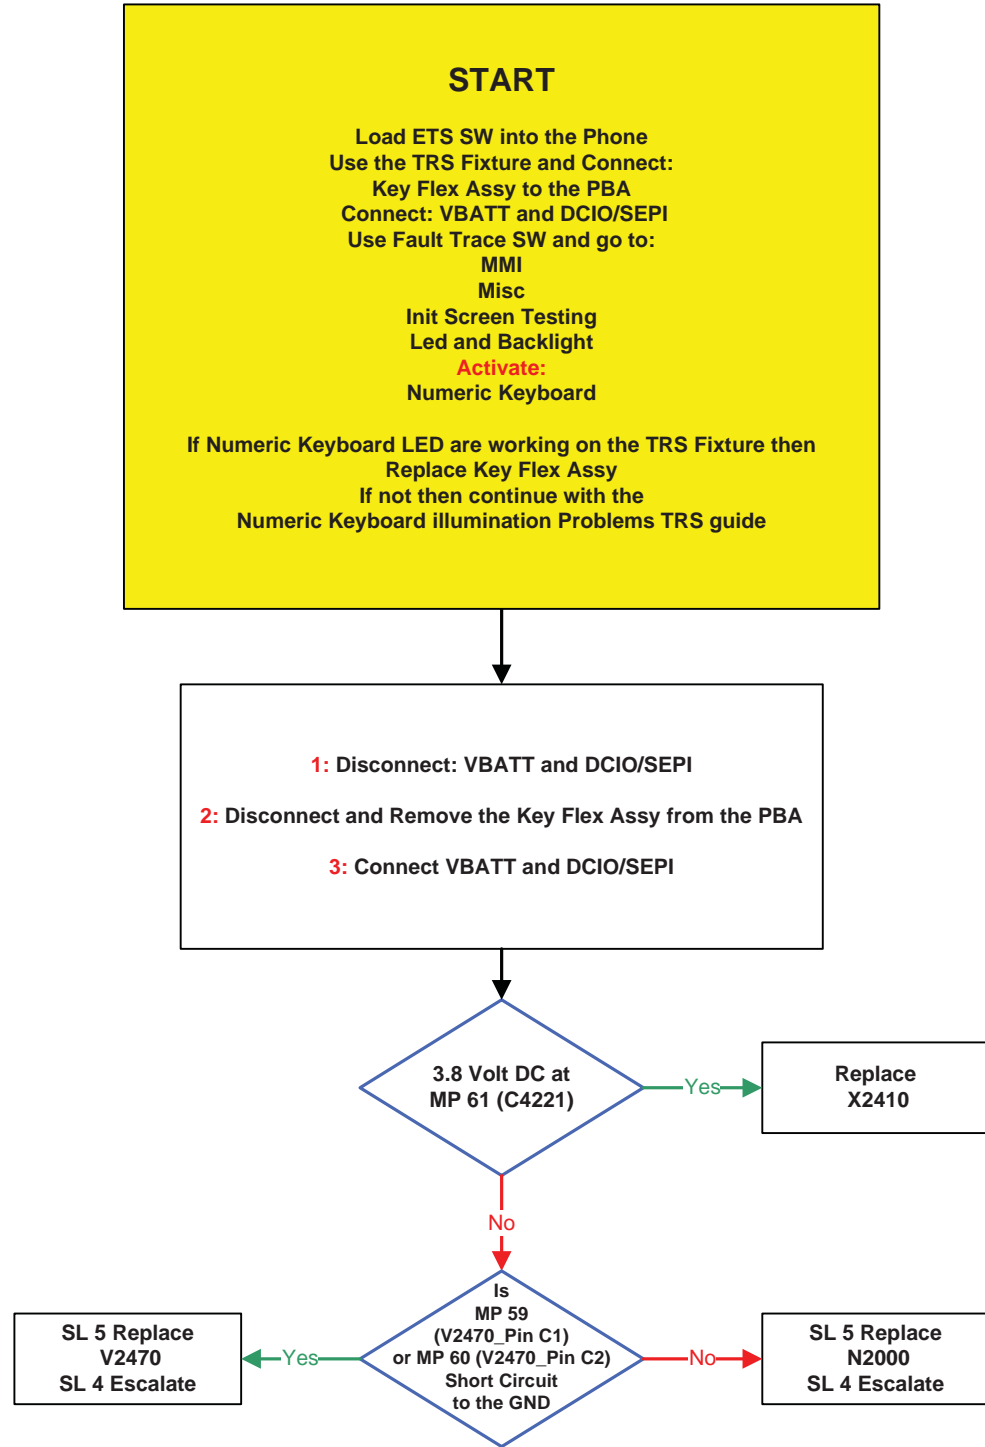 START
Load ETS SW into the Phone
Use the TRS Fixture and Connect:
Key Flex Assy to the PBA
Connect: VBATT and DCIO/SEPI
Use Fault Trace SW and go to:
MMI
Misc
Init Screen Testing
Led and Backlight
Activate:
Numeric Keyboard
If Numeric Keyboard LED are working on the TRS Fixture then
Replace Key Flex Assy
If not then continue with the
Numeric Keyboard illumination Problems TRS guide
1: Disconnect: VBATT and DCIO/SEPI
2: Disconnect and Remove the Key Flex Assy from the PBA
3: Connect VBATT and DCIO/SEPI
3.8 Volt DC at
MP 61 (C4221)
Yes
Replace
X2410
No
Is
MP 59
(V2470_Pin C1)
or MP 60 (V2470_Pin C2)
Short Circuit
to the GND
Yes
SL 5 Replace
V2470
SL 4 Escalate
No
SL 5 Replace
N2000
SL 4 Escalate